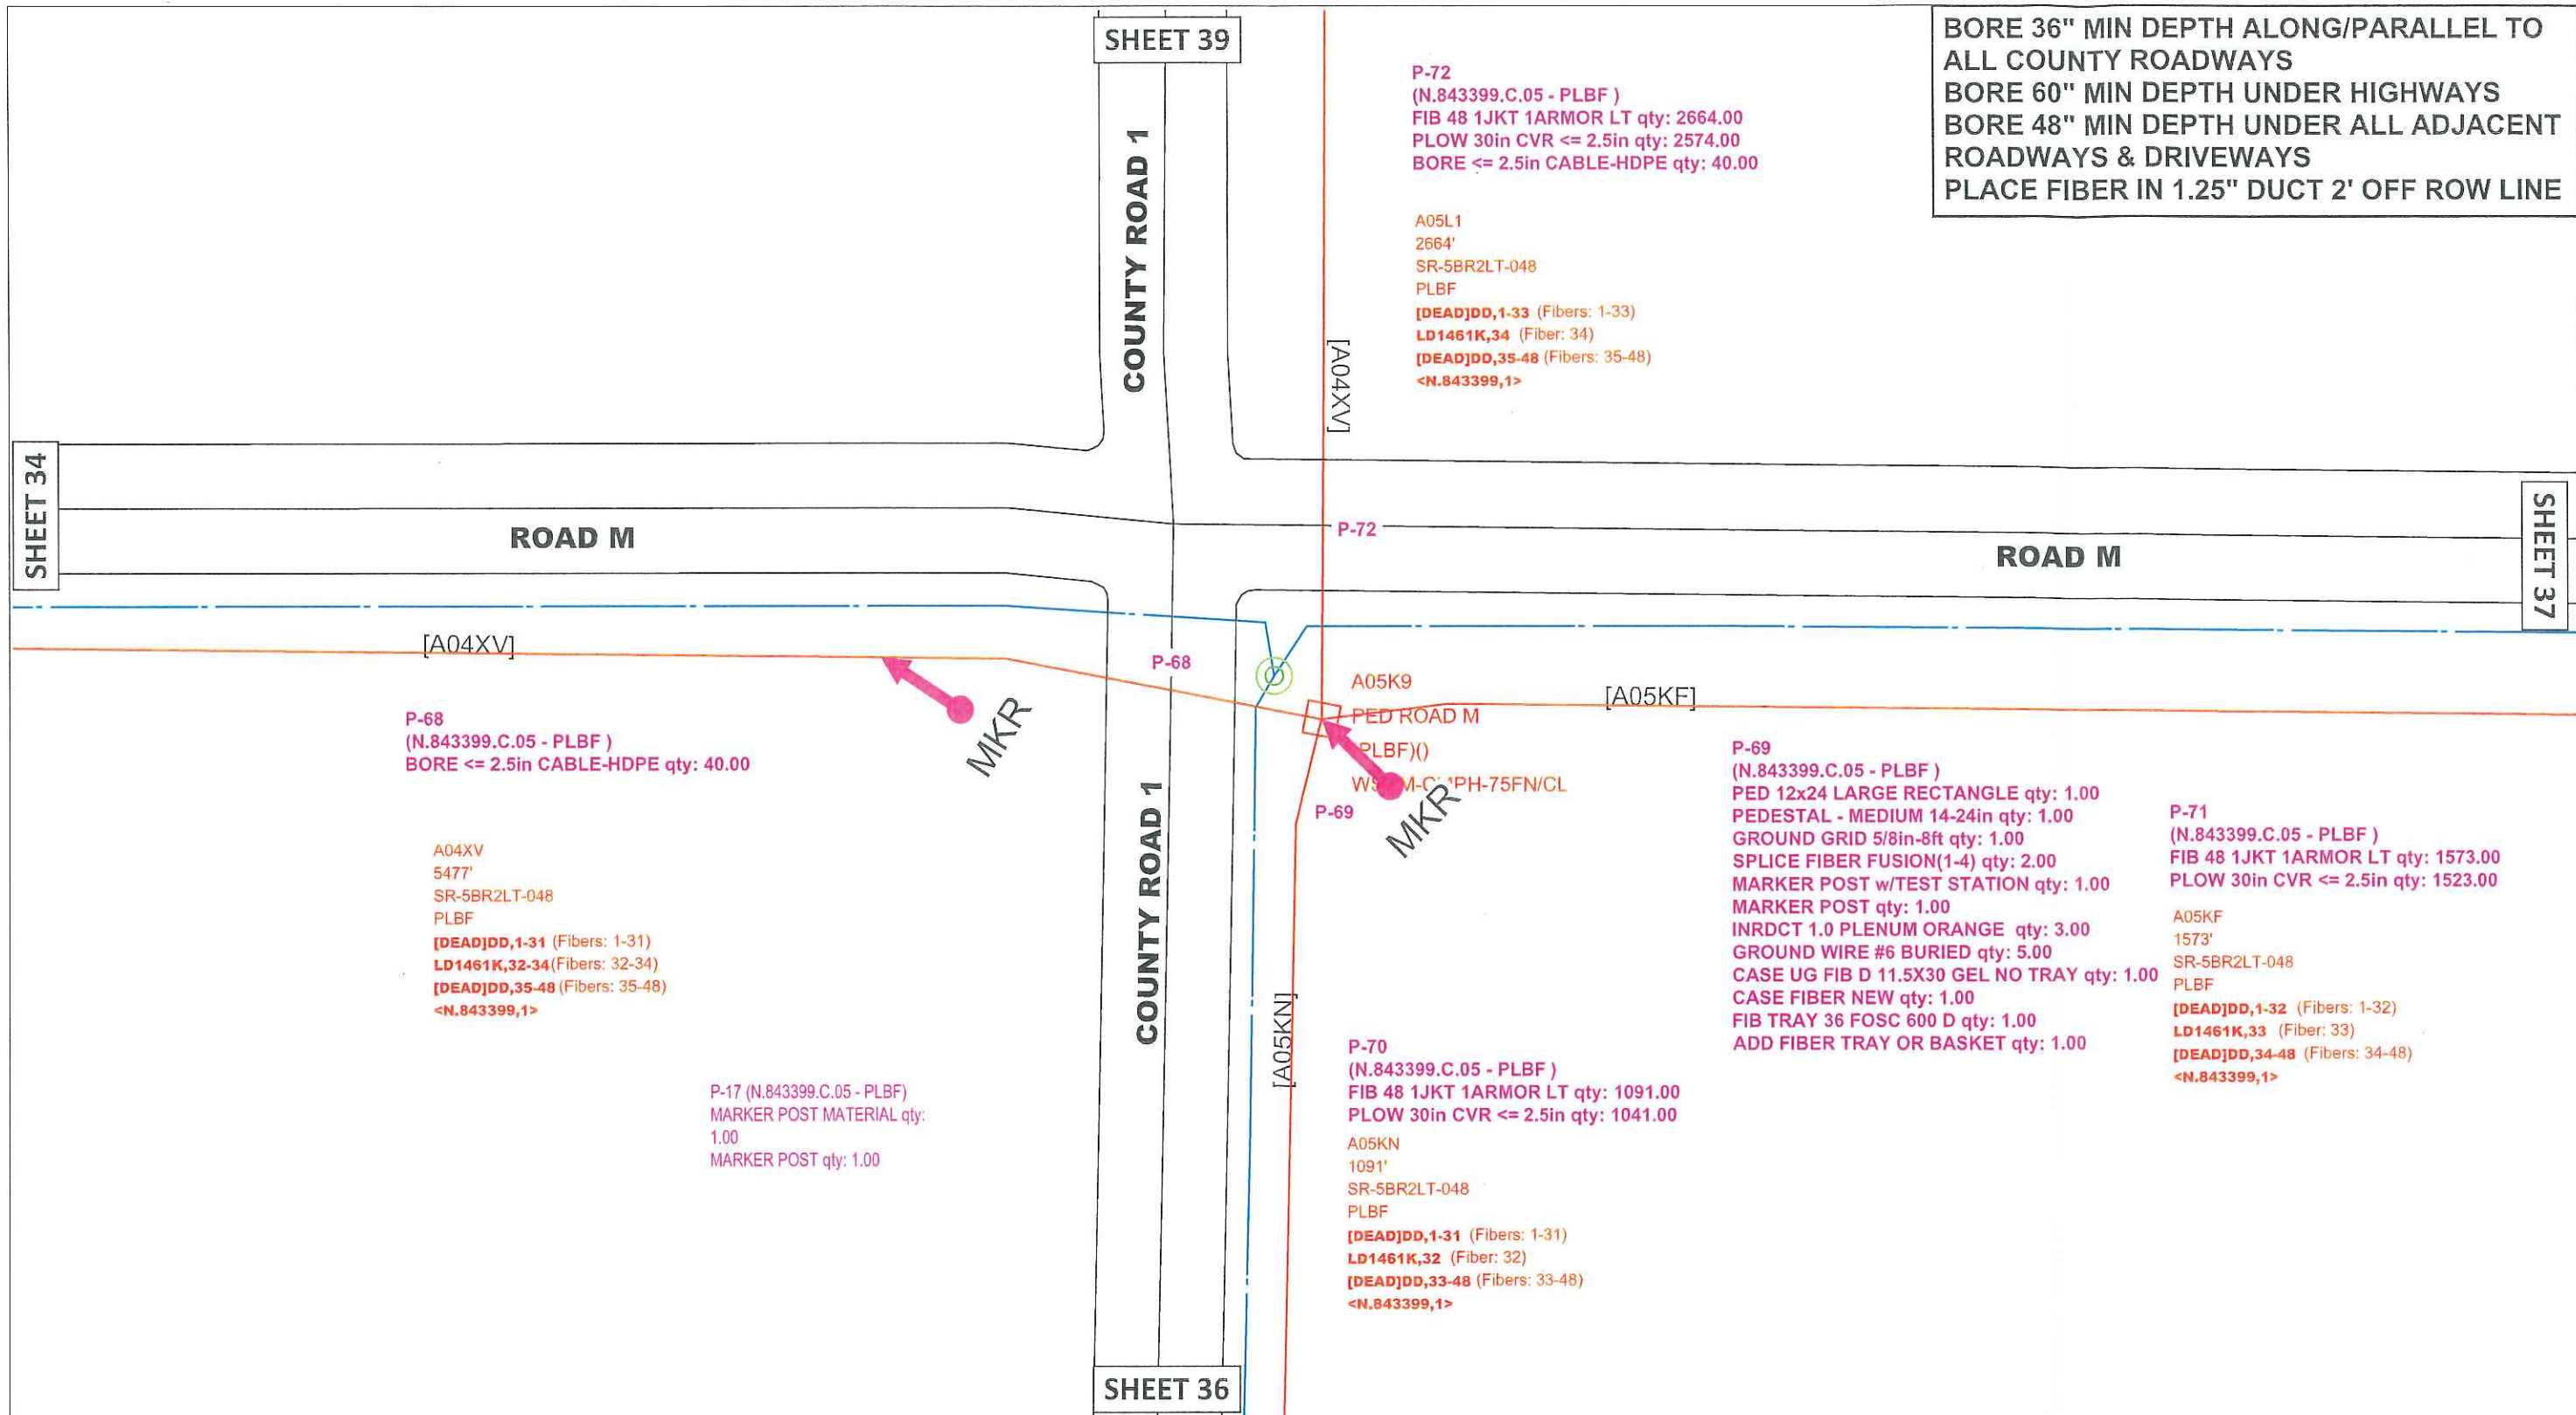 SHEET 39
BORE 36" MIN DEPTH ALONG/PARALLEL TO
ALL COUNTY ROADWAYS
BORE 60" MIN DEPTH UNDER HIGHWAYS
BORE 48" MIN DEPTH UNDER ALL ADJACENT
ROADWAYS & DRIVEWAYS
PLACE FIBER IN 1.25" DUCT 2' OFF ROW LINE
P-72
(N.843399.C.05 - PLBF )
FIB 48 1JKT 1ARMOR LT qty: 2664.00
PLOW 30in CVR <= 2.5in qty: 2574.00
BORE <= 2.5in CABLE-HDPE qty: 40.00
A05L1
2664'
SR-5BR2LT-048
PLBF
[DEAD]DD,1-33 (Fibers: 1-33)
LD1461K,34 (Fiber: 34)
[DEAD]DD,35-48 (Fibers: 35-48)
<N.843399,1>
COUNTY ROAD 1
[A04XV]
SHEET 34
ROAD M
P-72
ROAD M
SHEET 37
[A04XV]
P-68
MKR
A05K9
PED ROAD M
PLBF)()
PH-75FN/CL
[A05KF]
P-69
MKR
P-68
(N.843399.C.05 - PLBF )
BORE <= 2.5in CABLE-HDPE qty: 40.00
A04XV
5477'
SR-5BR2LT-048
PLBF
[DEAD]DD,1-31 (Fibers: 1-31)
LD1461K,32-34(Fibers: 32-34)
[DEAD]DD,35-48 (Fibers: 35-48)
<N.843399,1>
P-17 (N.843399.C.05 - PLBF)
MARKER POST MATERIAL qty:
1.00
MARKER POST qty: 1.00
COUNTY ROAD 1
[A05KN]
P-69
(N.843399.C.05 - PLBF )
PED 12x24 LARGE RECTANGLE qty: 1.00
PEDESTAL - MEDIUM 14-24in qty: 1.00
GROUND GRID 5/8in-8ft qty: 1.00
SPLICE FIBER FUSION(1-4) qty: 2.00
MARKER POST w/TEST STATION qty: 1.00
MARKER POST qty: 1.00
INRDCT 1.0 PLENUM ORANGE qty: 3.00
GROUND WIRE #6 BURIED qty: 5.00
CASE UG FIB D 11.5X30 GEL NO TRAY qty: 1.00
CASE FIBER NEW qty: 1.00
FIB TRAY 36 FOSC 600 D qty: 1.00
ADD FIBER TRAY OR BASKET qty: 1.00
P-71
(N.843399.C.05 - PLBF )
FIB 48 1JKT 1ARMOR LT qty: 1573.00
PLOW 30in CVR <= 2.5in qty: 1523.00
A05KF
1573'
SR-5BR2LT-048
PLBF
[DEAD]DD,1-32 (Fibers: 1-32)
LD1461K,33 (Fiber: 33)
[DEAD]DD,34-48 (Fibers: 34-48)
<N.843399,1>
P-70
(N.843399.C.05 - PLBF )
FIB 48 1JKT 1ARMOR LT qty: 1091.00
PLOW 30in CVR <= 2.5in qty: 1041.00
A05KN
1091'
SR-5BR2LT-048
PLBF
[DEAD]DD,1-31 (Fibers: 1-31)
LD1461K,32 (Fiber: 32)
[DEAD]DD,33-48 (Fibers: 33-48)
<N.843399,1>
SHEET 36